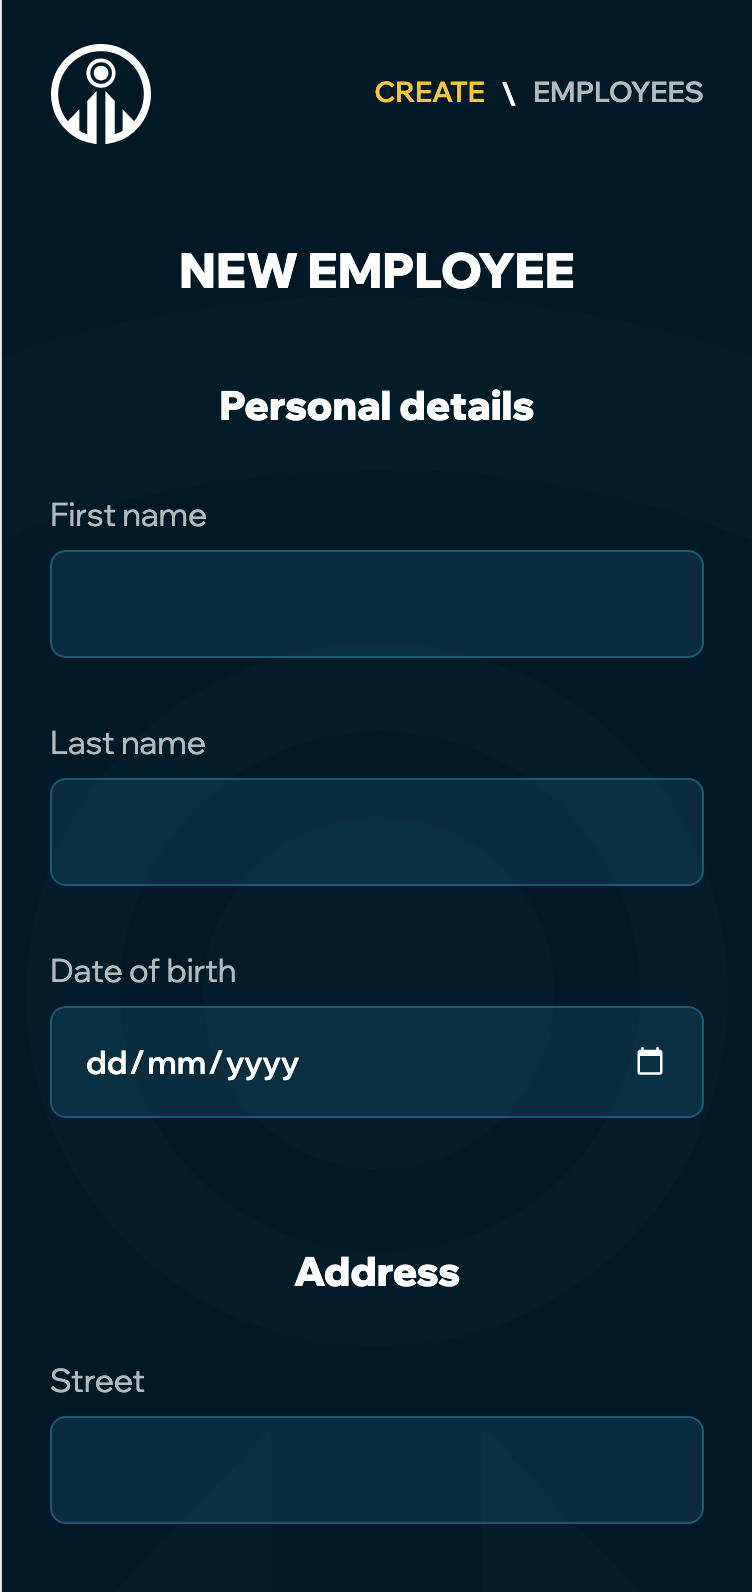 CREATE \ EMPLOYEES
NEW EMPLOYEE
Personal details
First name
Last name
Date of birth
dd/mm/yyyy
Address
Street